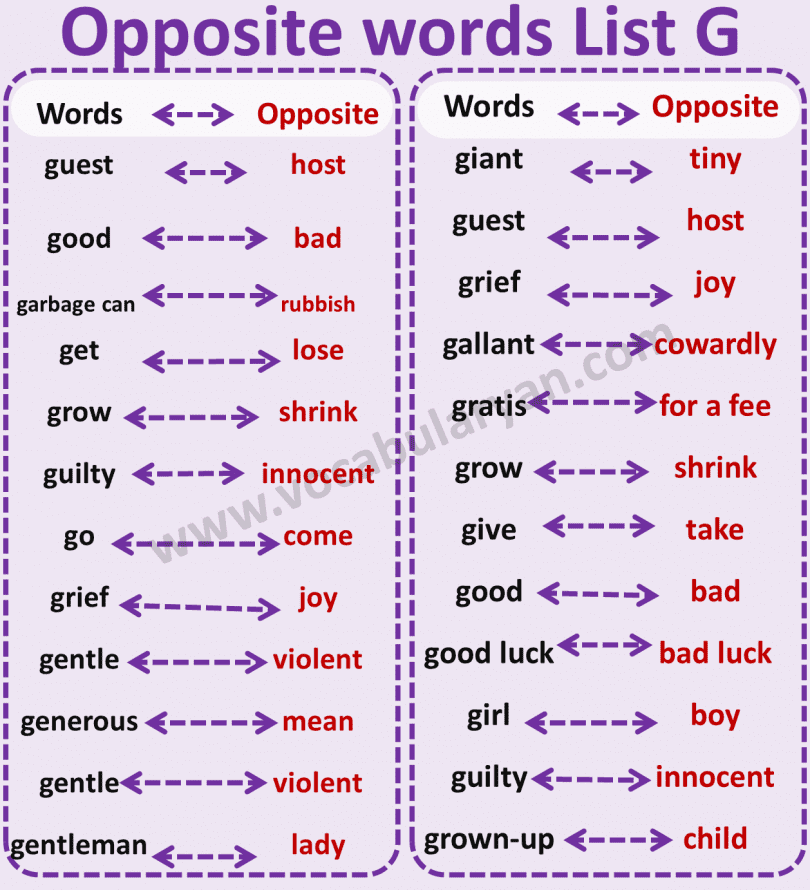 Opposite words List G
Words Opposite
guest host
good bad
garbage can rubbish
get lose
grow shrink
guilty innocent
go come
grief joy
gentle violent
generous mean
gentle violent
gentleman lady
Words Opposite
giant tiny
guest host
grief joy
gallant cowardly
gratis for a fee
grow shrink
give take
good bad
good luck bad luck
girl boy
guilty innocent
grown-up child
www.vocabularyan.com